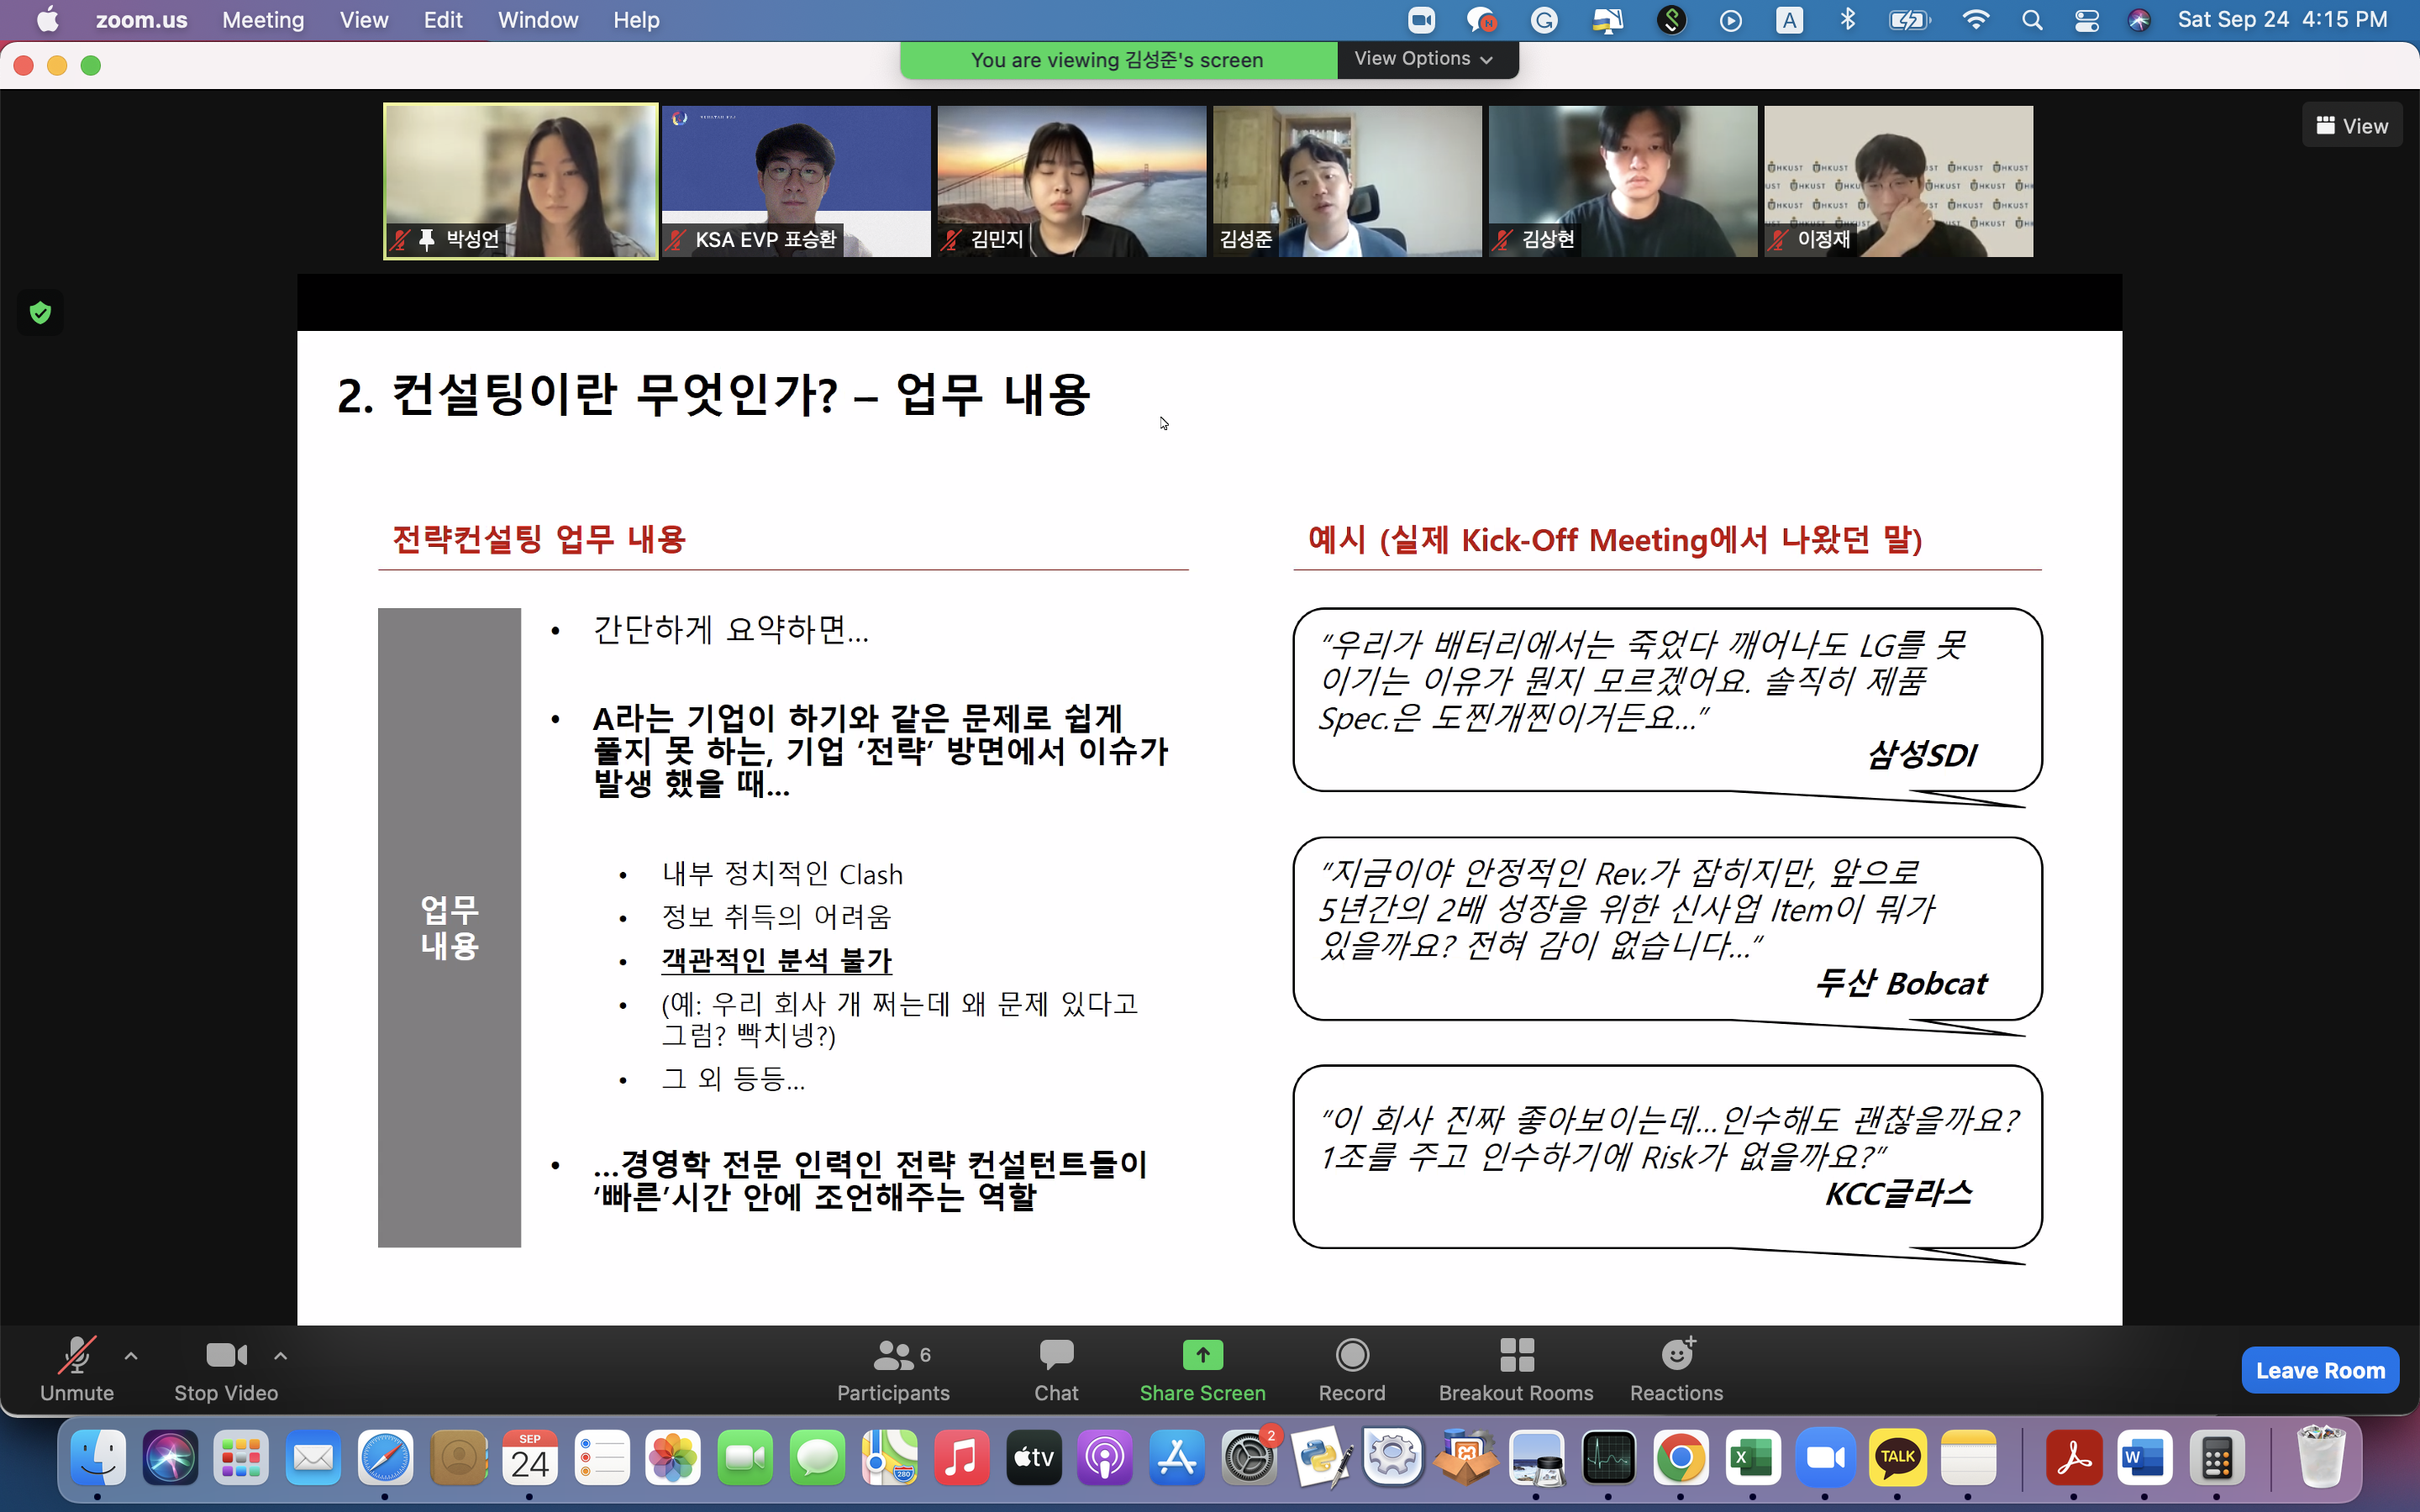 zoom.us Meeting View Edit Window Help
Sat Sep 24 4:15 PM
You are viewing 김성준's screen
View Options
View
박성언
KSA EVP 표승환
김민지
김성준
김상현
이정재
HKUST HKUST HKUST HKUST HKUST
2. 컨설팅이란 무엇인가? – 업무 내용
전략컨설팅 업무 내용
업무
내용
• 간단하게 요약하면...
• A라는 기업이 하기와 같은 문제로 쉽게
풀지 못 하는, 기업 ‘전략‘ 방면에서 이슈가
발생 했을 때...
• 내부 정치적인 Clash
• 정보 취득의 어려움
• 객관적인 분석 불가
• (예: 우리 회사 개 쩌는데 왜 문제 있다고
그럼? 빡치넹?)
• 그 외 등등...
• ...경영학 전문 인력인 전략 컨설턴트들이
‘빠른’시간 안에 조언해주는 역할
예시 (실제 Kick-Off Meeting에서 나왔던 말)
“우리가 배터리에서는 죽었다 깨어나도 LG를 못
이기는 이유가 뭔지 모르겠어요. 솔직히 제품
Spec.은 도찐개찐이거든요...”
삼성SDI
“지금이야 안정적인 Rev.가 잡히지만, 앞으로
5년간의 2배 성장을 위한 신사업 Item이 뭐가
있을까요? 전혀 감이 없습니다...“
두산 Bobcat
“이 회사 진짜 좋아보이는데...인수해도 괜찮을까요?
1조를 주고 인수하기에 Risk가 없을까요?”
KCC글라스
6
Unmute
Stop Video
Participants
Chat
Share Screen
Record
Breakout Rooms
Reactions
Leave Room
SEP
24
280
tv
2
TALK